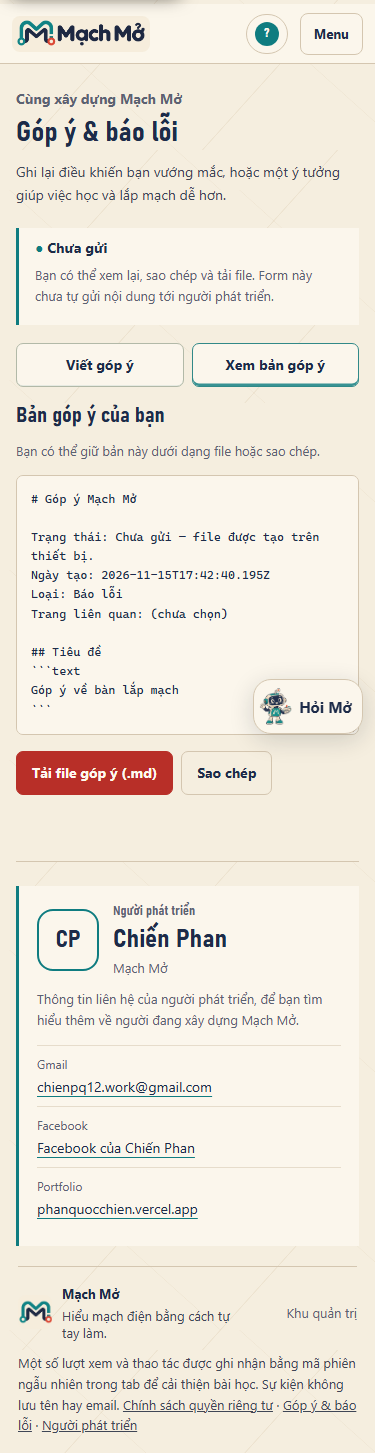 Mạch Mở
?
Menu
Cùng xây dựng Mạch Mở
Góp ý & báo lỗi
Ghi lại điều khiến bạn vướng mắc, hoặc một ý tưởng
giúp việc học và lắp mạch dễ hơn.
● Chưa gửi
Bạn có thể xem lại, sao chép và tải file. Form này
chưa tự gửi nội dung tới người phát triển.
Viết góp ý
Xem bản góp ý
Bản góp ý của bạn
Bạn có thể giữ bản này dưới dạng file hoặc sao chép.
# Góp ý Mạch Mở
Trạng thái: Chưa gửi — file được tạo trên
thiết bị.
Ngày tạo: 2026-11-15T17:42:40.195Z
Loại: Báo lỗi
Trang liên quan: (chưa chọn)
## Tiêu đề
```text
Góp ý về bàn lắp mạch
```
Hỏi Mở
Tải file góp ý (.md)
Sao chép
CP
Người phát triển
Chiến Phan
Mạch Mở
Thông tin liên hệ của người phát triển, để bạn tìm
hiểu thêm về người đang xây dựng Mạch Mở.
Gmail
chienpq12.work@gmail.com
Facebook
Facebook của Chiến Phan
Portfolio
phanquocchien.vercel.app
Mạch Mở
Hiểu mạch điện bằng cách tự
tay làm.
Khu quản trị
Một số lượt xem và thao tác được ghi nhận bằng mã phiên
ngẫu nhiên trong tab để cải thiện bài học. Sự kiện không
lưu tên hay email. Chính sách quyền riêng tư · Góp ý & báo
lỗi · Người phát triển